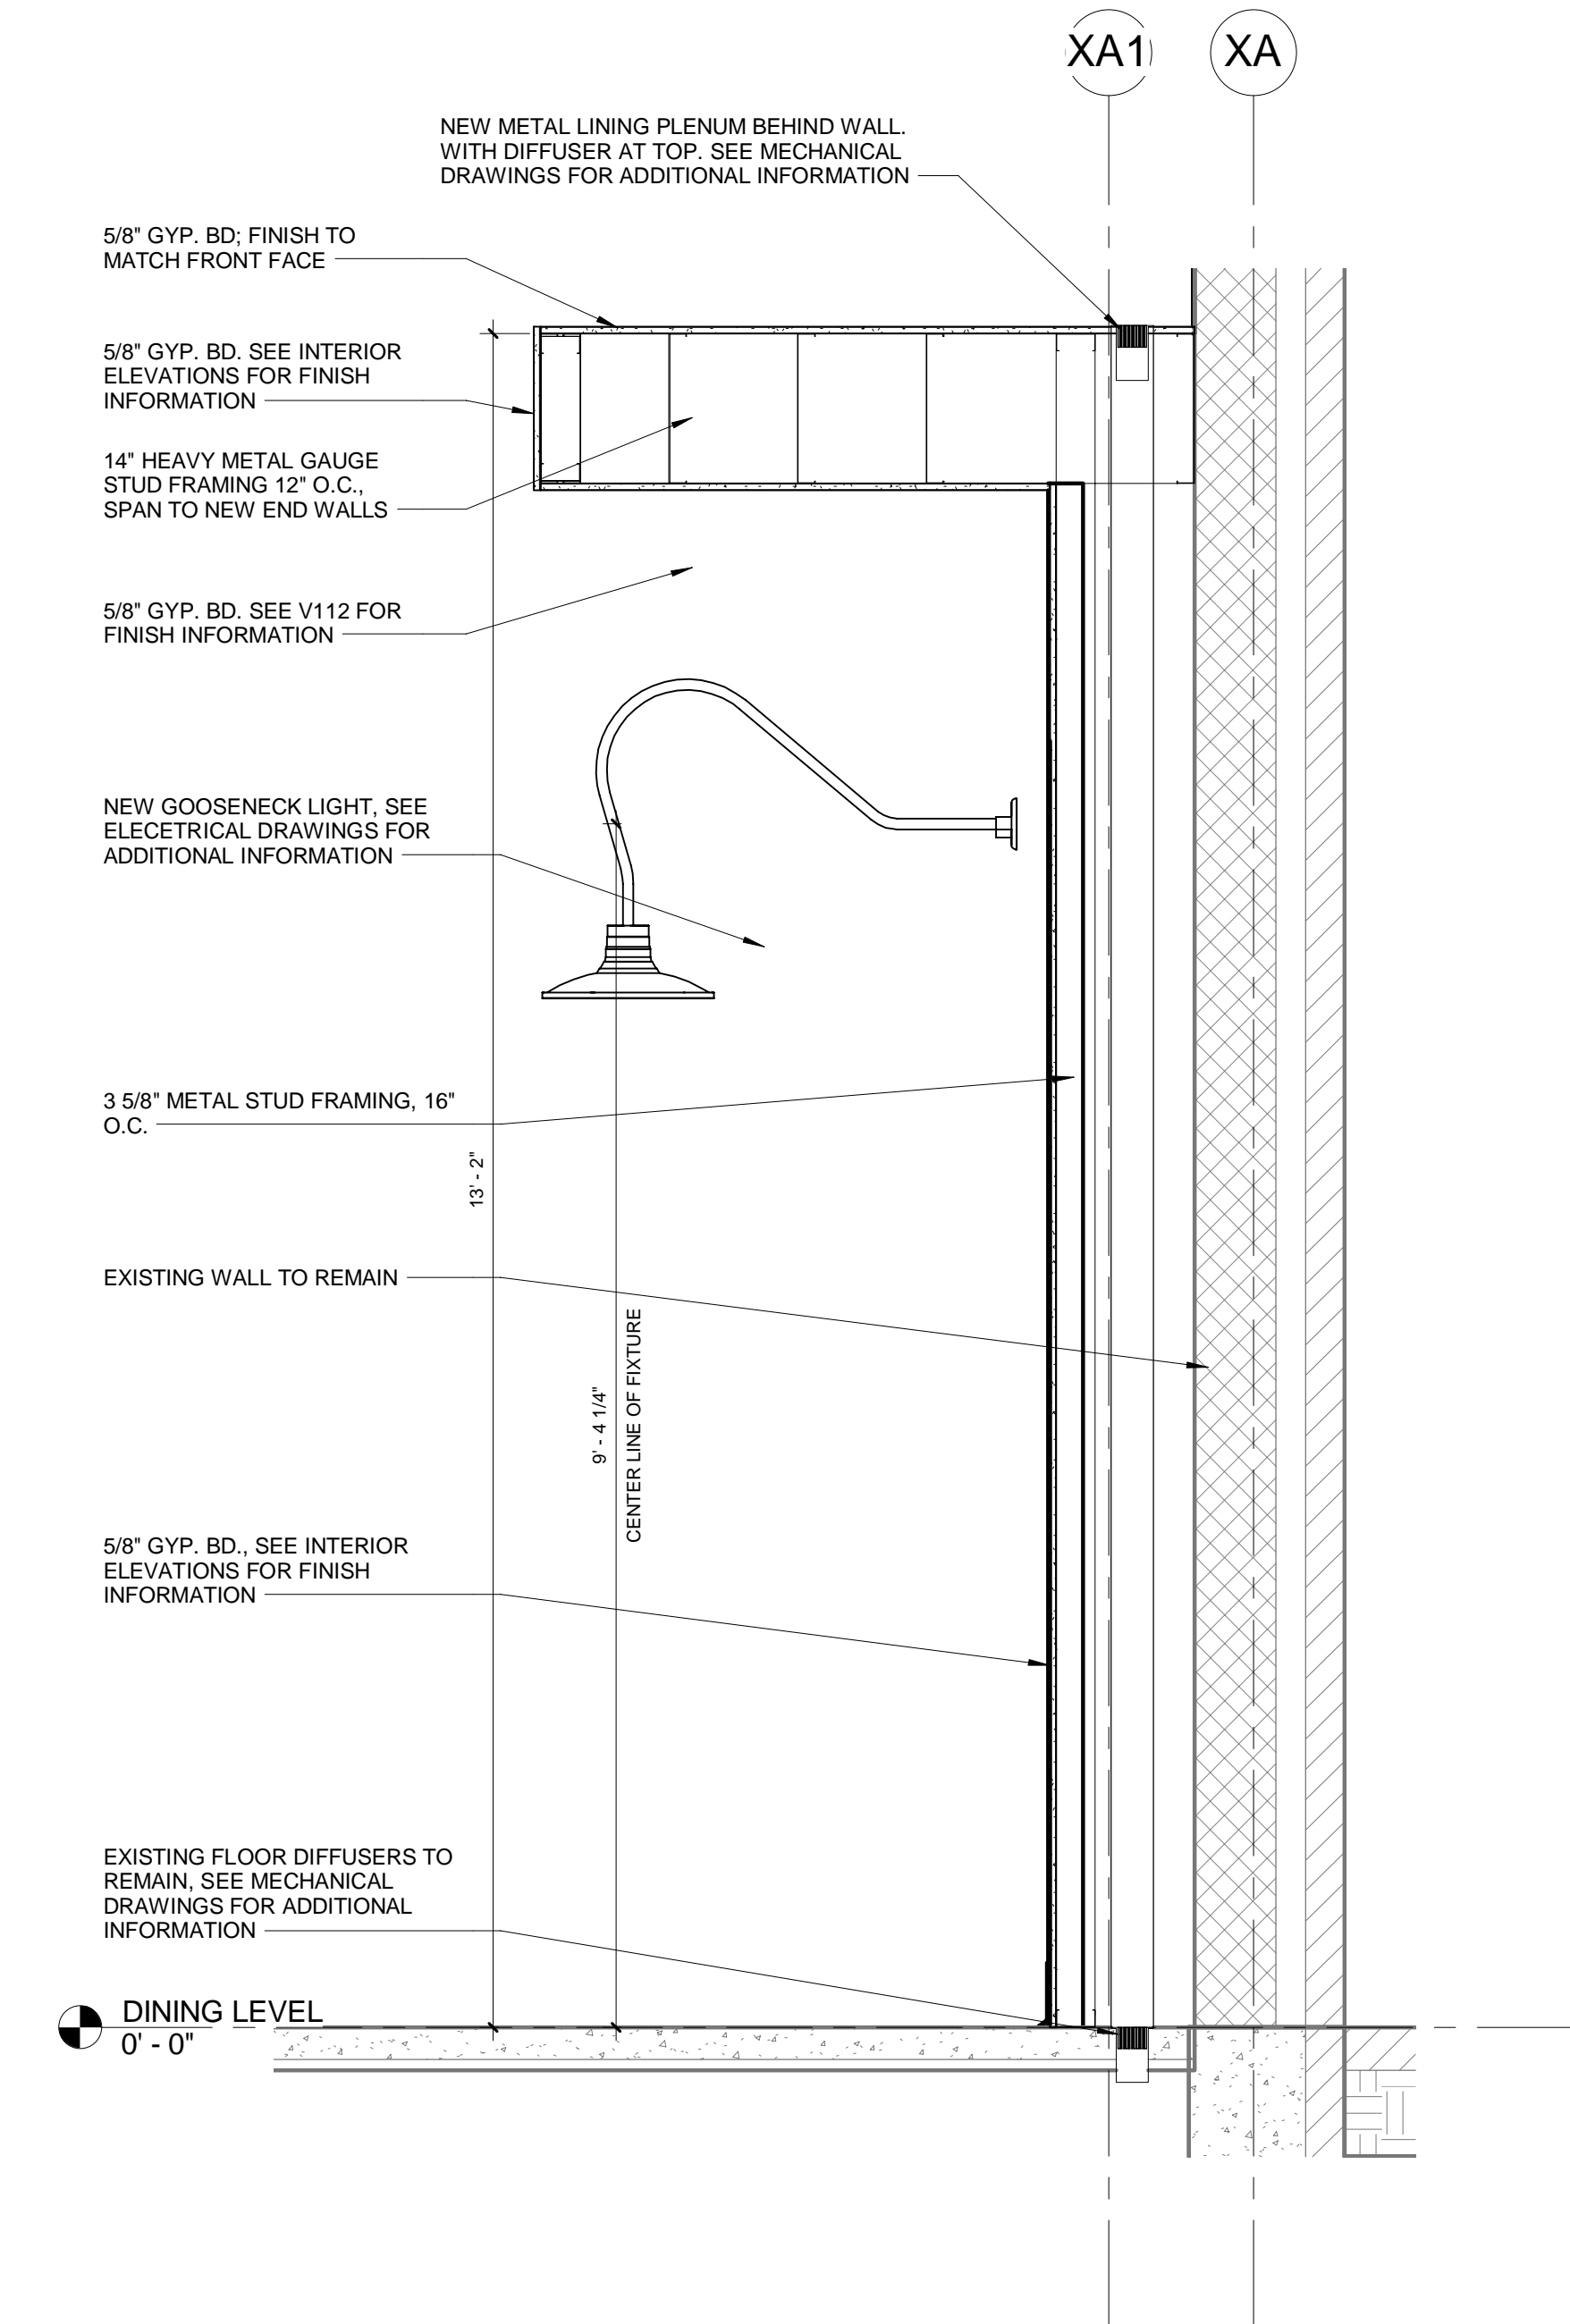 XA1
XA
NEW METAL LINING PLENUM BEHIND WALL.
WITH DIFFUSER AT TOP. SEE MECHANICAL
DRAWINGS FOR ADDITIONAL INFORMATION
5/8" GYP. BD; FINISH TO
MATCH FRONT FACE
5/8" GYP. BD. SEE INTERIOR
ELEVATIONS FOR FINISH
INFORMATION
14" HEAVY METAL GAUGE
STUD FRAMING 12" O.C.,
SPAN TO NEW END WALLS
5/8" GYP. BD. SEE V112 FOR
FINISH INFORMATION
NEW GOOSENECK LIGHT, SEE
ELECETRICAL DRAWINGS FOR
ADDITIONAL INFORMATION
3 5/8" METAL STUD FRAMING, 16"
O.C.
13' - 2"
EXISTING WALL TO REMAIN
9' - 4 1/4"
CENTER LINE OF FIXTURE
5/8" GYP. BD., SEE INTERIOR
ELEVATIONS FOR FINISH
INFORMATION
EXISTING FLOOR DIFFUSERS TO
REMAIN, SEE MECHANICAL
DRAWINGS FOR ADDITIONAL
INFORMATION
DINING LEVEL
0' - 0"